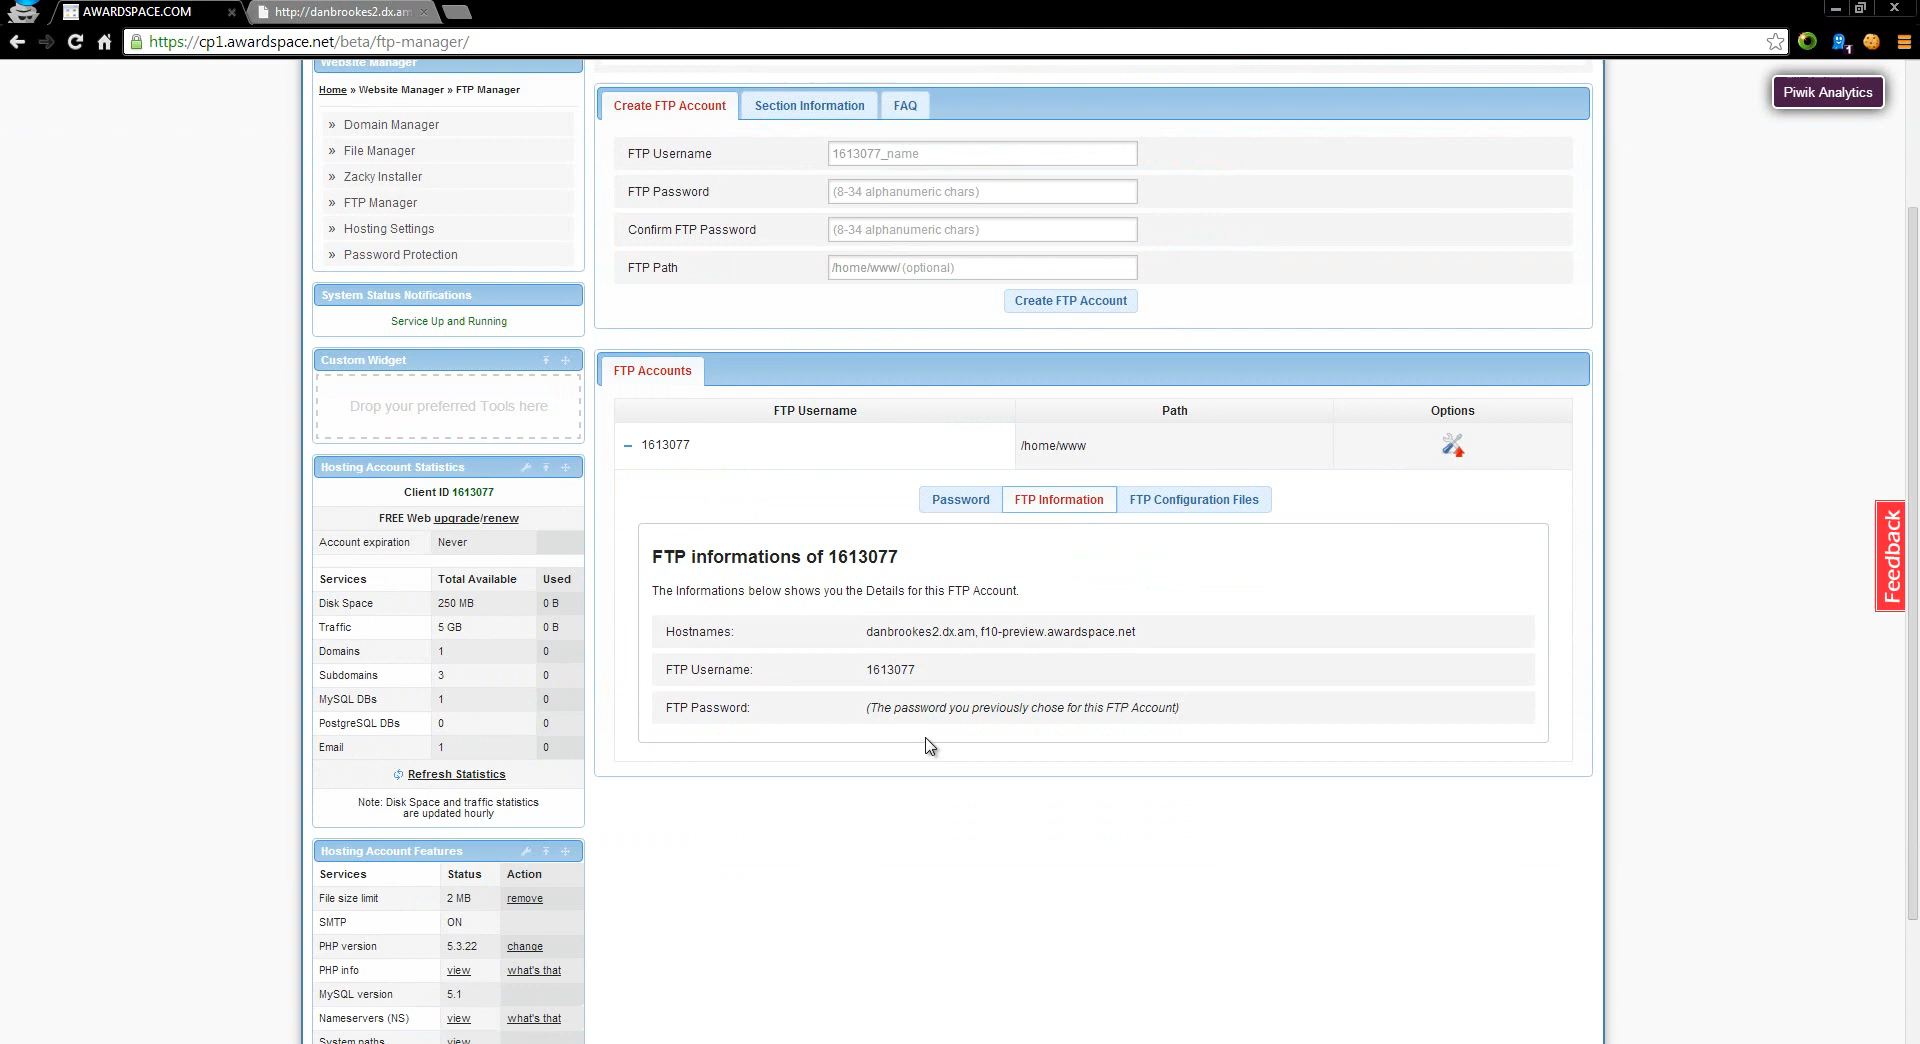 AWARDSPACE.COM
http://danbrookes2.dx.am
https://cp1.awardspace.net/beta/ftp-manager/
1
Piwik Analytics
Website Manager
Home » Website Manager » FTP Manager
» Domain Manager
» File Manager
» Zacky Installer
» FTP Manager
» Hosting Settings
» Password Protection
System Status Notifications
Service Up and Running
Custom Widget
Drop your preferred Tools here
Hosting Account Statistics
Client ID 1613077
FREE Web upgrade/renew
Account expiration Never
Services Total Available Used
Disk Space 250 MB 0 B
Traffic 5 GB 0 B
Domains 1 0
Subdomains 3 0
MySQL DBs 1 0
PostgreSQL DBs 0 0
Email 1 0
Refresh Statistics
Note: Disk Space and traffic statistics
are updated hourly
Hosting Account Features
Services Status Action
File size limit 2 MB remove
SMTP ON
PHP version 5.3.22 change
PHP info view what's that
MySQL version 5.1
Nameservers (NS) view what's that
System paths view
Create FTP Account Section Information FAQ
FTP Username 1613077_name
FTP Password (8-34 alphanumeric chars)
Confirm FTP Password (8-34 alphanumeric chars)
FTP Path /home/www/ (optional)
Create FTP Account
FTP Accounts
FTP Username Path Options
1613077 /home/www
Password FTP Information FTP Configuration Files
FTP informations of 1613077
The Informations below shows you the Details for this FTP Account.
Hostnames: danbrookes2.dx.am, f10-preview.awardspace.net
FTP Username: 1613077
FTP Password: (The password you previously chose for this FTP Account)
Feedback